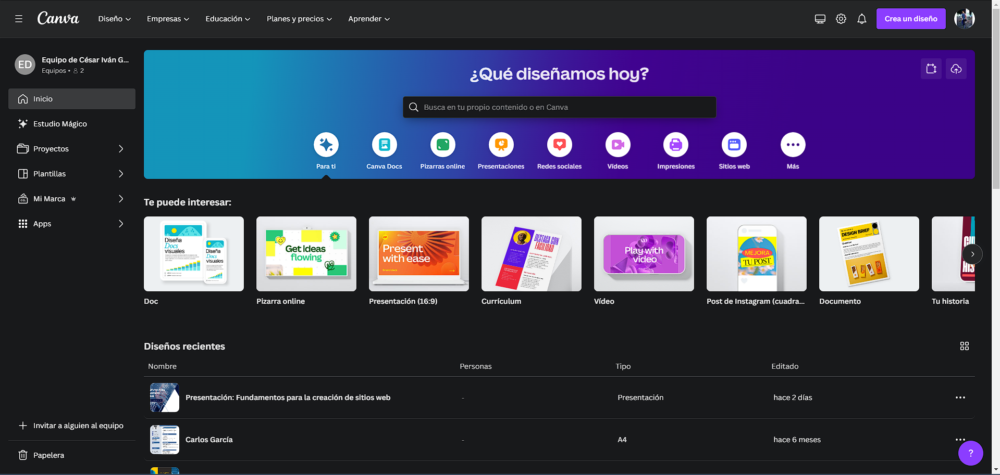 Canva
Diseño
Empresas
Educación
Planes y precios
Aprender
Crea un diseño
ED
Equipo de César Iván G...
Equipos • 2
Inicio
Estudio Mágico
Proyectos
Plantillas
Mi Marca
Apps
Invitar a alguien al equipo
Papelera
¿Qué diseñamos hoy?
Busca en tu propio contenido o en Canva
Para ti
Canva Docs
Pizarras online
Presentaciones
Redes sociales
Vídeos
Impresiones
Sitios web
Más
Te puede interesar:
Diseña
Docs
visuales
Diseña
Docs
visuales
Get ideas
flowing
100
Present
with ease
Brand deck
DESTACA CON
FACILIDAD
Play with
video
MEJORA
TU POST
DESIGN BRIEF
Doc
Pizarra online
Presentación (16:9)
Currículum
Vídeo
Post de Instagram (cuadra...
Documento
Tu historia
Diseños recientes
Nombre
Personas
Tipo
Editado
Presentación: Fundamentos para la creación de sitios web
-
Presentación
hace 2 días
Carlos García
-
A4
hace 6 meses
?